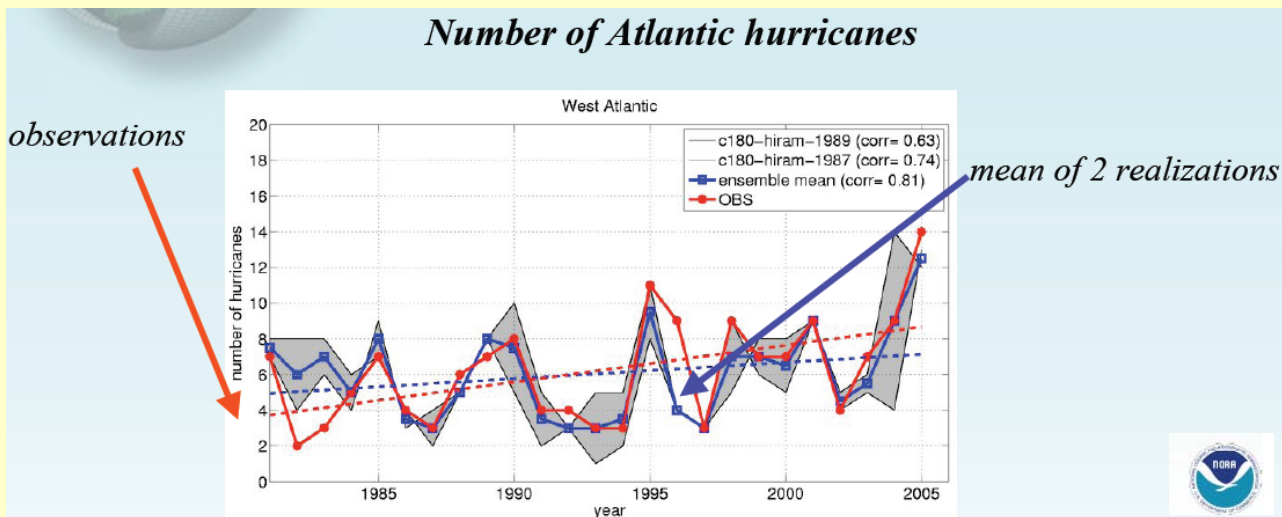 Number of Atlantic hurricanes
observations
West Atlantic
c180-hiram-1989 (corr= 0.63)
c180-hiram-1987 (corr= 0.74)
ensemble mean (corr= 0.81)
OBS
mean of 2 realizations
number of hurricanes
20
18
16
14
12
10
8
6
4
2
0
1985 1990 1995 2000 2005
year
NOAA